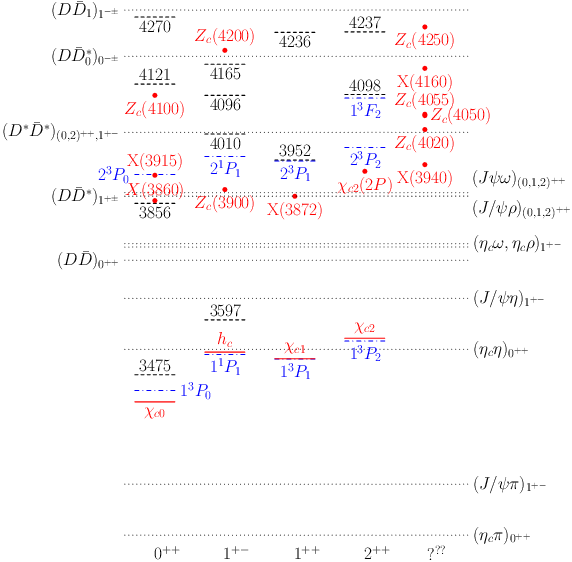 (DD̄₁)₁₋±
4270
4237
Z_c(4200)
4236
Z_c(4250)
(DD̄₀*)₀₋±
4121
4165
X(4160)
4096
4098
Z_c(4055)
Z_c(4100)
1³F₂
Z_c(4050)
(D*D̄*)₍₀,₂₎₊₊,₁₊₋
4010
3952
Z_c(4020)
X(3915)
2¹P₁
2³P₂
2³P₀
2³P₁
X(3940)
(Jψω)₍₀,₁,₂₎₊₊
X(3860)
χ_c2(2P)
(DD̄*)₁₊±
3856
Z_c(3900)
X(3872)
(J/ψρ)₍₀,₁,₂₎₊₊
(η_cω, η_cρ)₁₊₋
(DD̄)₀₊₊
(J/ψη)₁₊₋
3597
h_c
χ_c1
χ_c2
(η_cη)₀₊₊
3475
1¹P₁
1³P₁
1³P₂
1³P₀
χ_c0
(J/ψπ)₁₊₋
(η_cπ)₀₊₊
0⁺⁺ 1⁺⁻ 1⁺⁺ 2⁺⁺ ?^??